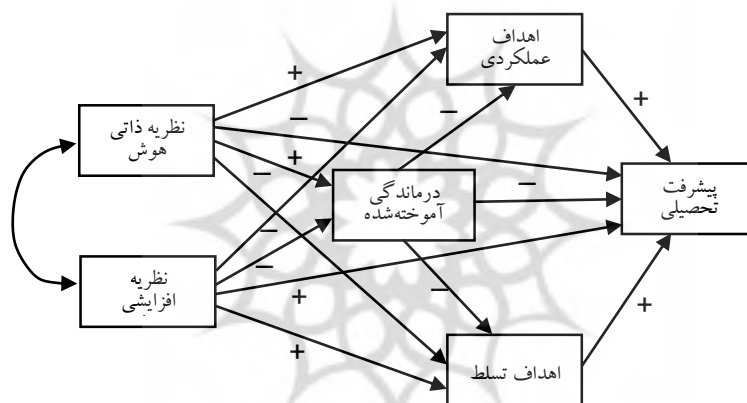 اهداف
عملکردی
+
+
–
نظریه ذاتی
هوش
+
–
–
درماندگی
آموخته‌شده
–
پیشرفت
تحصیلی
–
–
نظریه
افزایشی
+
–
+
+
اهداف تسلط